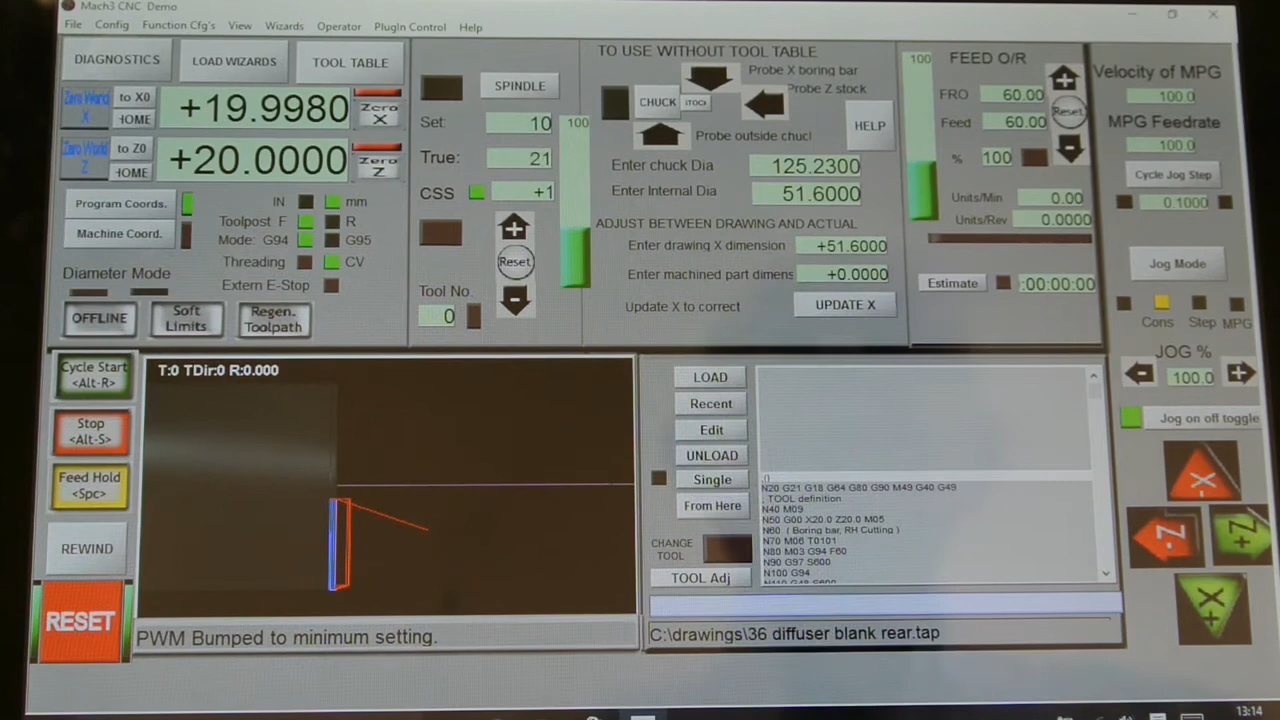 Mach3 CNC Demo
File Config Function Cfg's View Wizards Operator PlugIn Control Help
DIAGNOSTICS LOAD WIZARDS TOOL TABLE
Zero World X
to X0
HOME
+19.9980
Zero X
Zero World Z
to Z0
HOME
+20.0000
Zero Z
Program Coords.
Machine Coord.
IN mm
Toolpost F R
Mode: G94 G95
Threading CV
Extern E-Stop
Diameter Mode
OFFLINE
Soft Limits
Regen. Toolpath
SPINDLE
Set: 10
True: 21
CSS +1
100
Reset
Tool No 0
TO USE WITHOUT TOOL TABLE
Probe X boring bar
Probe Z stock
CHUCK
Probe outside chucl
HELP
Enter chuck Dia 125.2300
Enter Internal Dia 51.6000
ADJUST BETWEEN DRAWING AND ACTUAL
Enter drawing X dimension +51.6000
Enter machined part dimens +0.0000
Update X to correct UPDATE X
100 FEED O/R
FRO 60.00
Feed 60.00
Reset
% 100
Units/Min 0.00
Units/Rev 0.0000
Estimate :00:00:00
Velocity of MPG
100.0
MPG Feedrate
100.0
Cycle Jog Step
0.1000
Jog Mode
Cons Step MPG
JOG %
100.0
Jog on off toggle
X-
Z- Z+
X+
Cycle Start
<Alt-R>
Stop
<Alt-S>
Feed Hold
<Spc>
REWIND
RESET
T:0 TDir:0 R:0.000
PWM Bumped to minimum setting.
LOAD
Recent
Edit
UNLOAD
Single
From Here
CHANGE TOOL
TOOL Adj
N20 G21 G18 G64 G80 G90 M49 G40 G49
; TOOL definition
N40 M09
N50 G00 X20.0 Z20.0 M05
N60 ( Boring bar, RH Cutting )
N70 M06 T0101
N80 M03 G94 F60
N90 G97 S600
N100 G94
N110 G48 S600
C:\drawings\36 diffuser blank rear.tap
13:14